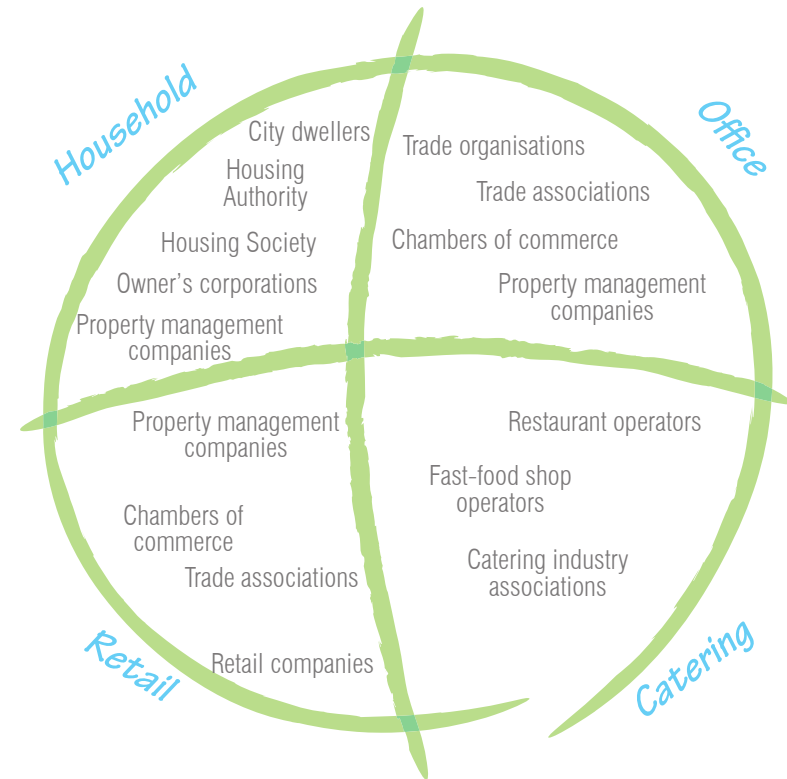 Household
City dwellers
Housing
Authority
Housing Society
Owner's corporations
Property management
companies
Office
Trade organisations
Trade associations
Chambers of commerce
Property management
companies
Retail
Property management
companies
Chambers of
commerce
Trade associations
Retail companies
Catering
Restaurant operators
Fast-food shop
operators
Catering industry
associations